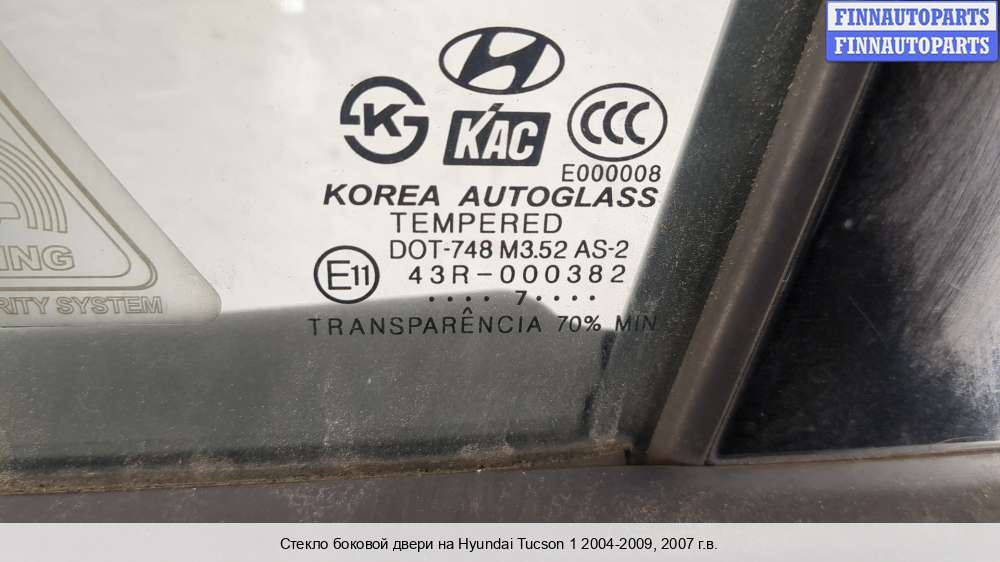 FINNAUTOPARTS
FINNAUTOPARTS
K
KAC
CCC
E000008
KOREA AUTOGLASS
TEMPERED
DOT-748 M3.52 AS-2
E11 43R-000382
.... 7 ....
TRANSPARÊNCIA 70% MIN
RITY SYSTEM
Стекло боковой двери на Hyundai Tucson 1 2004-2009, 2007 г.в.